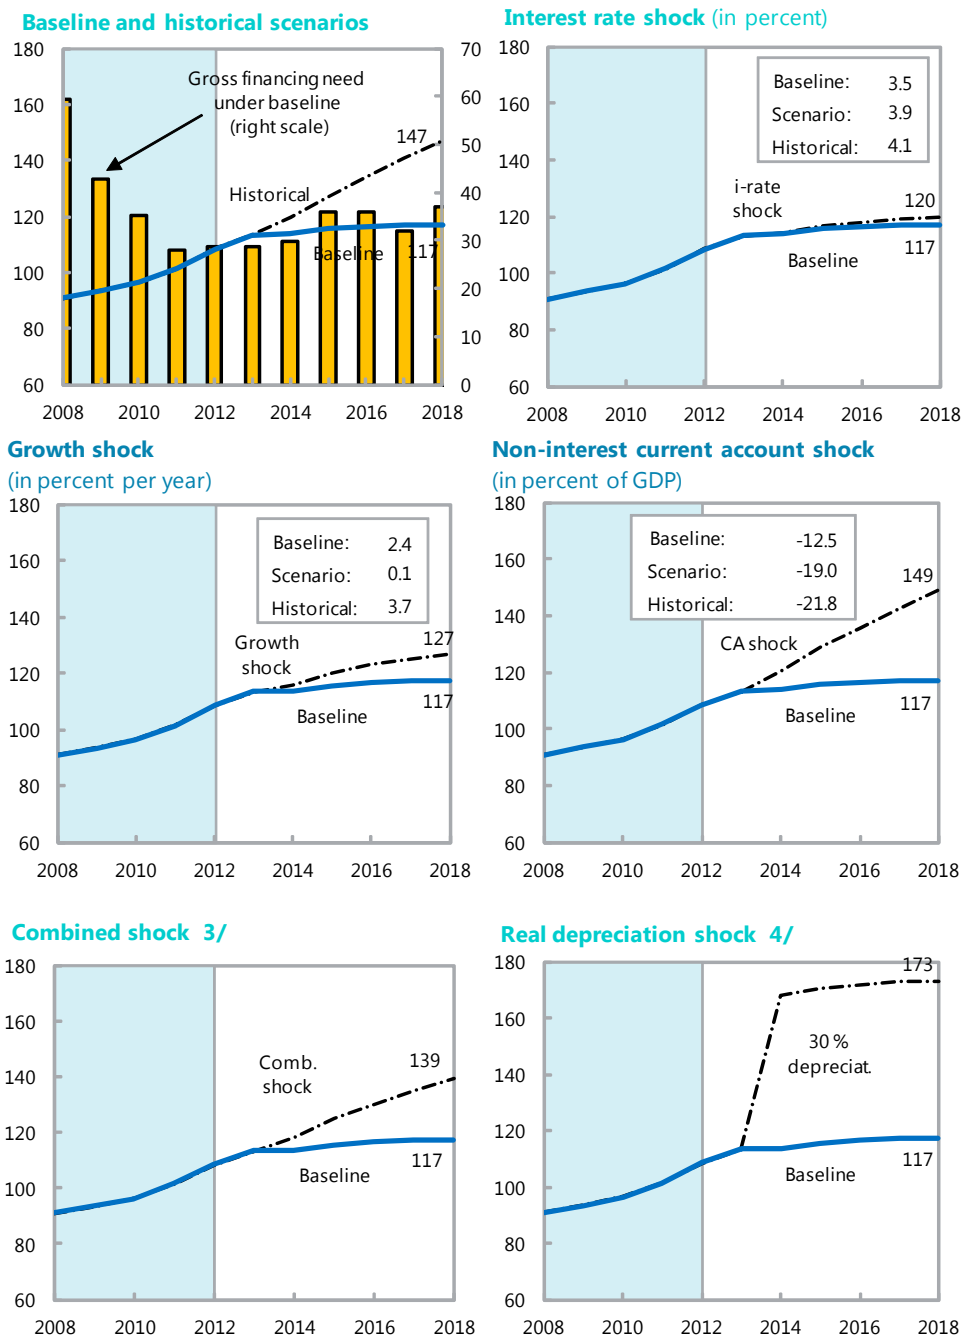 Baseline and historical scenarios
180
160
140
120
100
80
60
70
60
50
40
30
20
10
0
Gross financing need
under baseline
(right scale)
147
Historical
Baseline
117
2008
2010
2012
2014
2016
2018
Interest rate shock (in percent)
180
160
140
120
100
80
60
Baseline: 3.5
Scenario: 3.9
Historical: 4.1
i-rate
shock
120
117
Baseline
2008
2010
2012
2014
2016
2018
Growth shock
(in percent per year)
180
160
140
120
100
80
60
Baseline: 2.4
Scenario: 0.1
Historical: 3.7
Growth
shock
127
117
Baseline
2008
2010
2012
2014
2016
2018
Non-interest current account shock
(in percent of GDP)
180
160
140
120
100
80
60
Baseline: -12.5
Scenario: -19.0
Historical: -21.8
149
CA shock
117
Baseline
2008
2010
2012
2014
2016
2018
Combined shock 3/
180
160
140
120
100
80
60
Comb.
shock
139
117
Baseline
2008
2010
2012
2014
2016
2018
Real depreciation shock 4/
180
160
140
120
100
80
60
173
30 %
depreciat.
117
Baseline
2008
2010
2012
2014
2016
2018